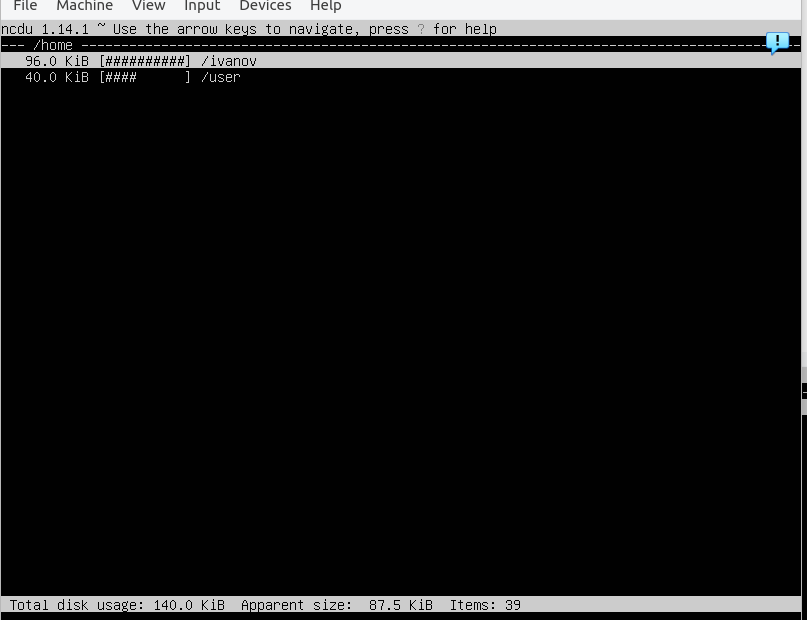 File Machine View Input Devices Help
ncdu 1.14.1 ~ Use the arrow keys to navigate, press ? for help
--- /home ---------------------------------------------------------------------------------------
96.0 KiB [##########] /ivanov
40.0 KiB [####      ] /user
Total disk usage: 140.0 KiB  Apparent size:  87.5 KiB  Items: 39